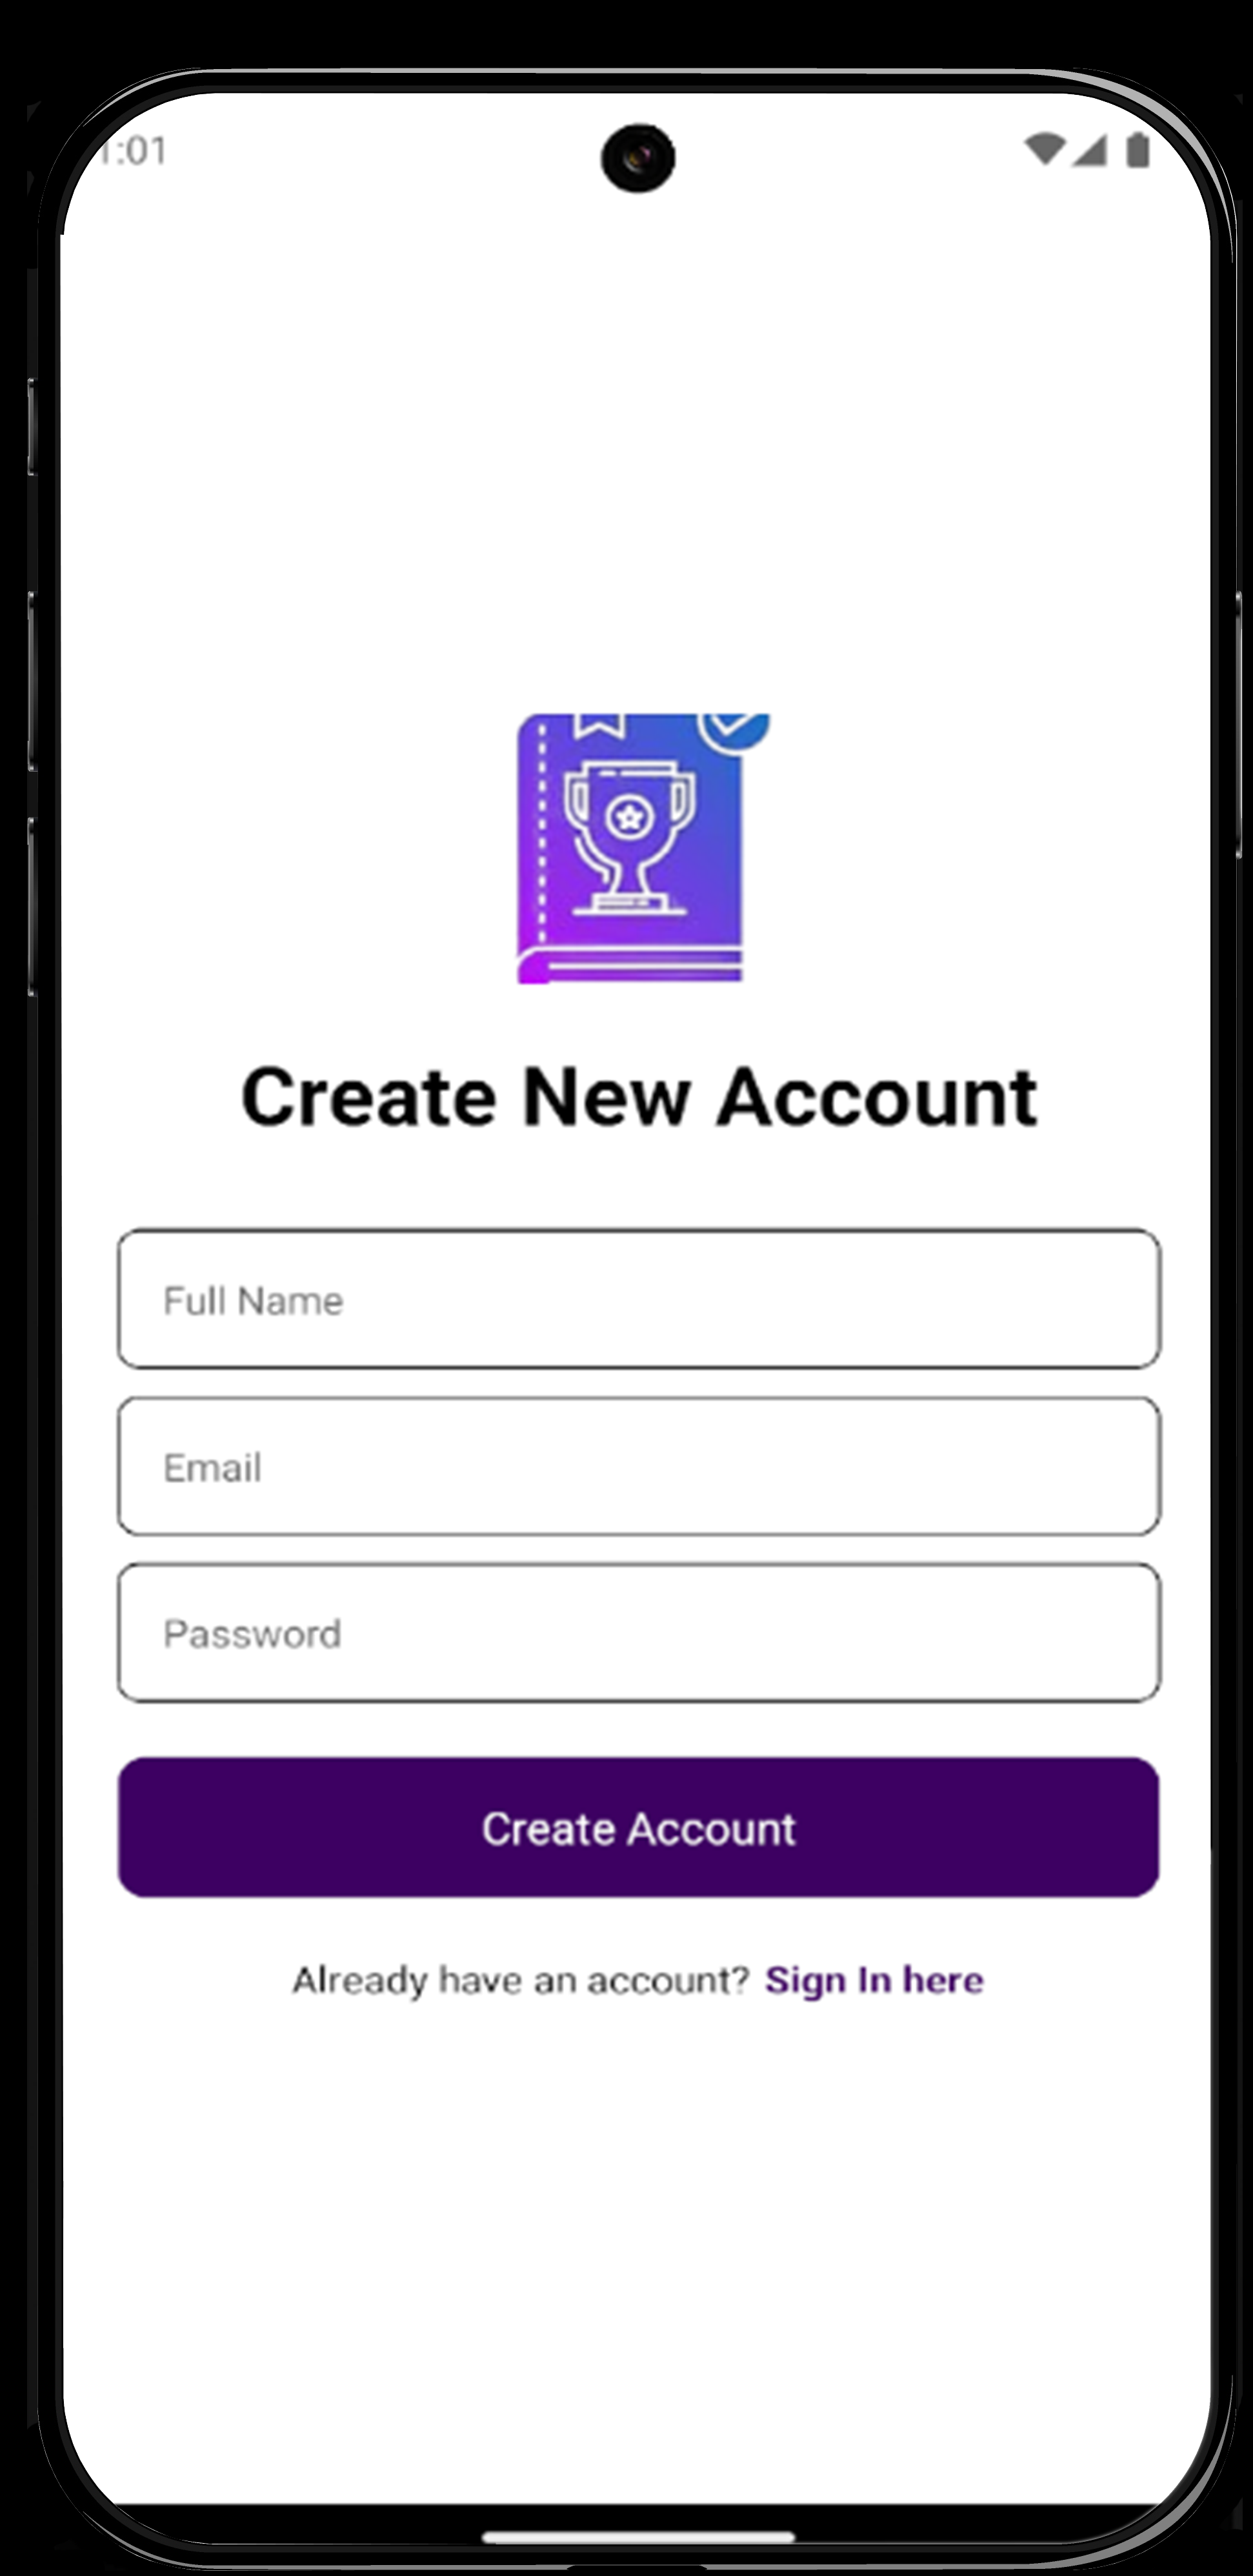 1:01
Create New Account
Full Name
Email
Password
Create Account
Already have an account? Sign In here